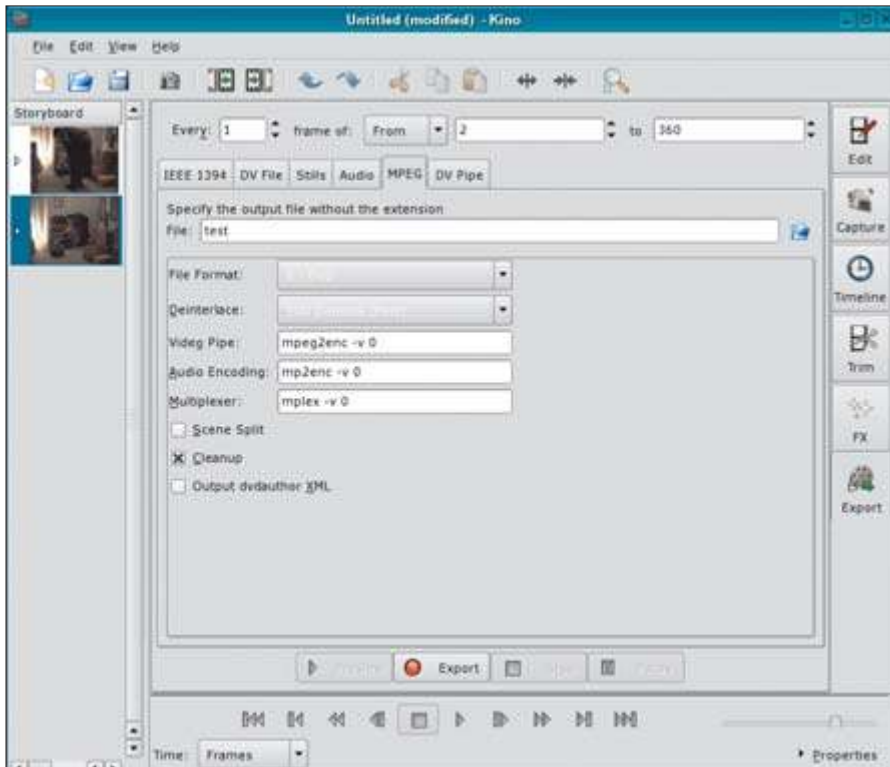 Untitled (modified) - Kino
File Edit View Help
Storyboard
Every: 1 frame of: From 2 to 360
IEEE 1394 DV File Stills Audio MPEG DV Pipe
Specify the output file without the extension
File: test
File Format:
Deinterlace:
Video Pipe: mpeg2enc -v 0
Audio Encoding: mp2enc -v 0
Multiplexer: mplex -v 0
Scene Split
Cleanup
Output dvdauthor XML
Export
Edit
Capture
Timeline
Trim
FX
Export
Time: Frames
Properties